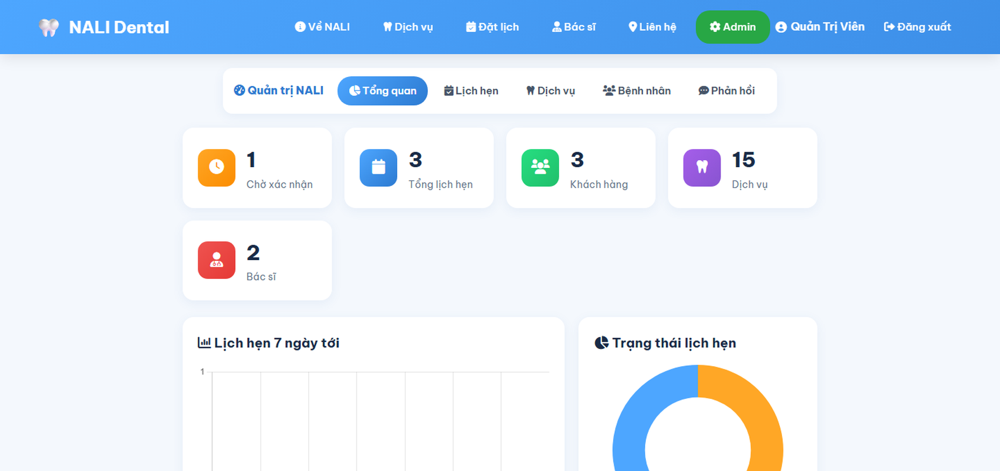 NALI Dental Về NALI Dịch vụ Đặt lịch Bác sĩ Liên hệ Admin Quản Trị Viên Đăng xuất
Quản trị NALI Tổng quan Lịch hẹn Dịch vụ Bệnh nhân Phản hồi
1
Chờ xác nhận
3
Tổng lịch hẹn
3
Khách hàng
15
Dịch vụ
2
Bác sĩ
Lịch hẹn 7 ngày tới
1
Trạng thái lịch hẹn